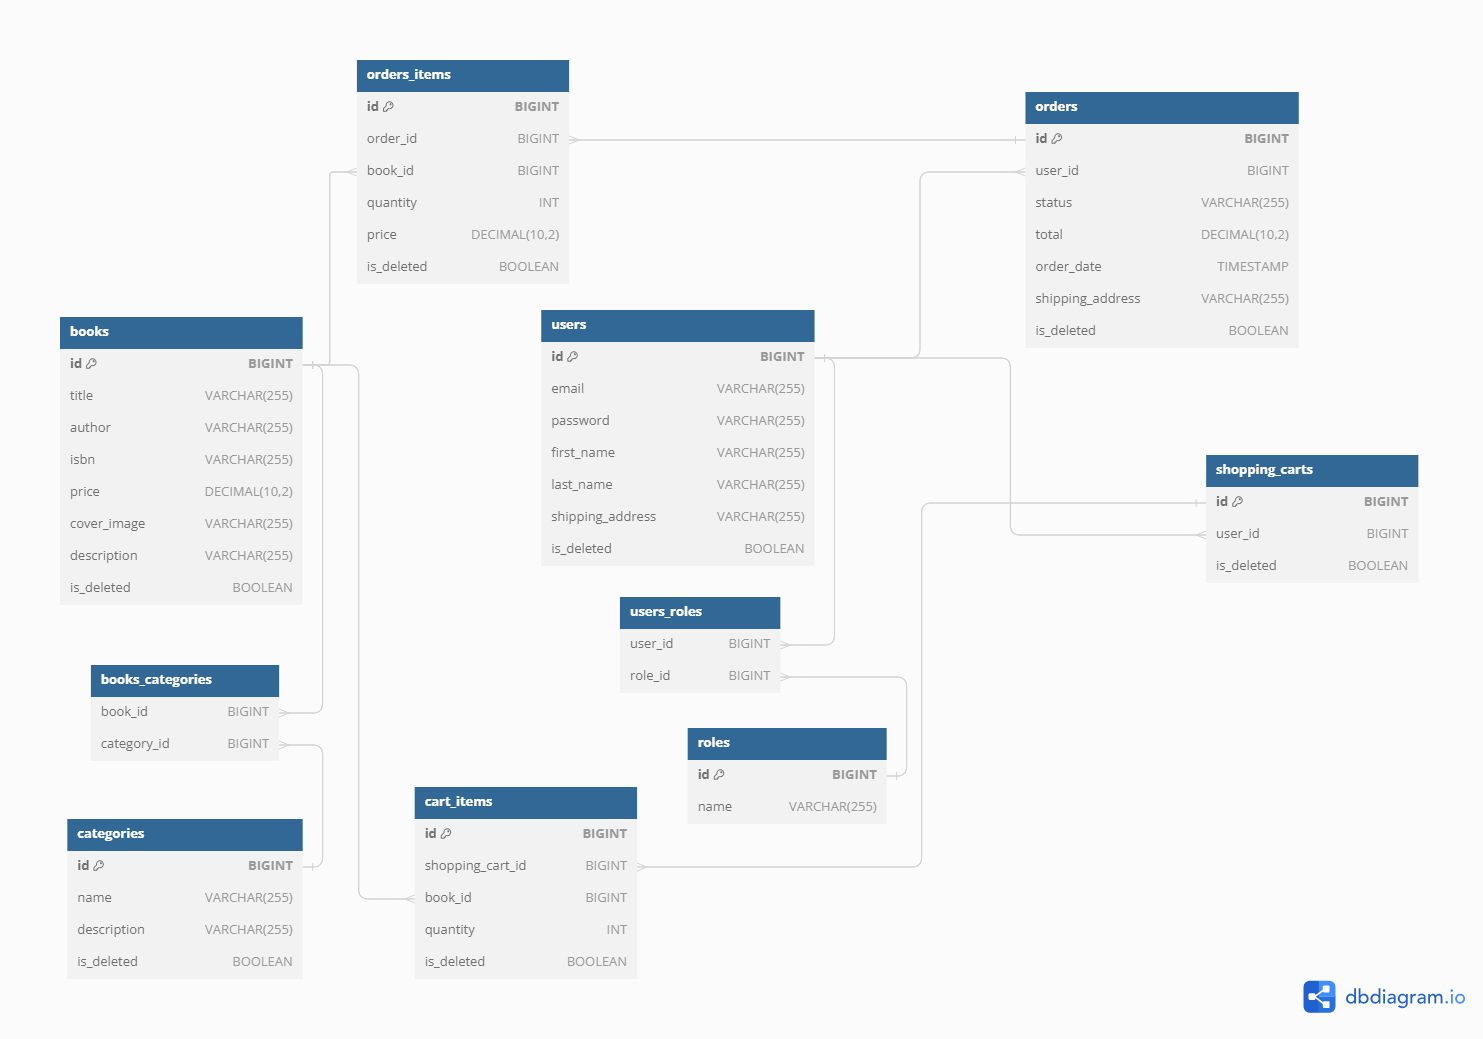 orders_items
id BIGINT
order_id BIGINT
book_id BIGINT
quantity INT
price DECIMAL(10,2)
is_deleted BOOLEAN
orders
id BIGINT
user_id BIGINT
status VARCHAR(255)
total DECIMAL(10,2)
order_date TIMESTAMP
shipping_address VARCHAR(255)
is_deleted BOOLEAN
books
id BIGINT
title VARCHAR(255)
author VARCHAR(255)
isbn VARCHAR(255)
price DECIMAL(10,2)
cover_image VARCHAR(255)
description VARCHAR(255)
is_deleted BOOLEAN
users
id BIGINT
email VARCHAR(255)
password VARCHAR(255)
first_name VARCHAR(255)
last_name VARCHAR(255)
shipping_address VARCHAR(255)
is_deleted BOOLEAN
shopping_carts
id BIGINT
user_id BIGINT
is_deleted BOOLEAN
users_roles
user_id BIGINT
role_id BIGINT
books_categories
book_id BIGINT
category_id BIGINT
roles
id BIGINT
name VARCHAR(255)
categories
id BIGINT
name VARCHAR(255)
description VARCHAR(255)
is_deleted BOOLEAN
cart_items
id BIGINT
shopping_cart_id BIGINT
book_id BIGINT
quantity INT
is_deleted BOOLEAN
dbdiagram.io